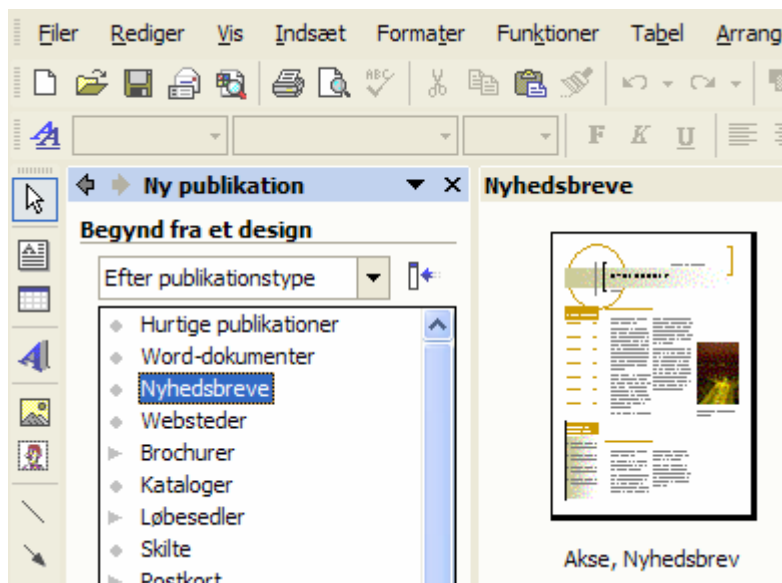 Filer Rediger Vis Indsæt Formater Funktioner Tabel Arrang
ABC
A F K U
Ny publikation
Nyhedsbreve
Begynd fra et design
Efter publikationstype
Hurtige publikationer
Word-dokumenter
Nyhedsbreve
Websteder
Brochurer
Kataloger
Løbesedler
Skilte
Postkort
Akse, Nyhedsbrev